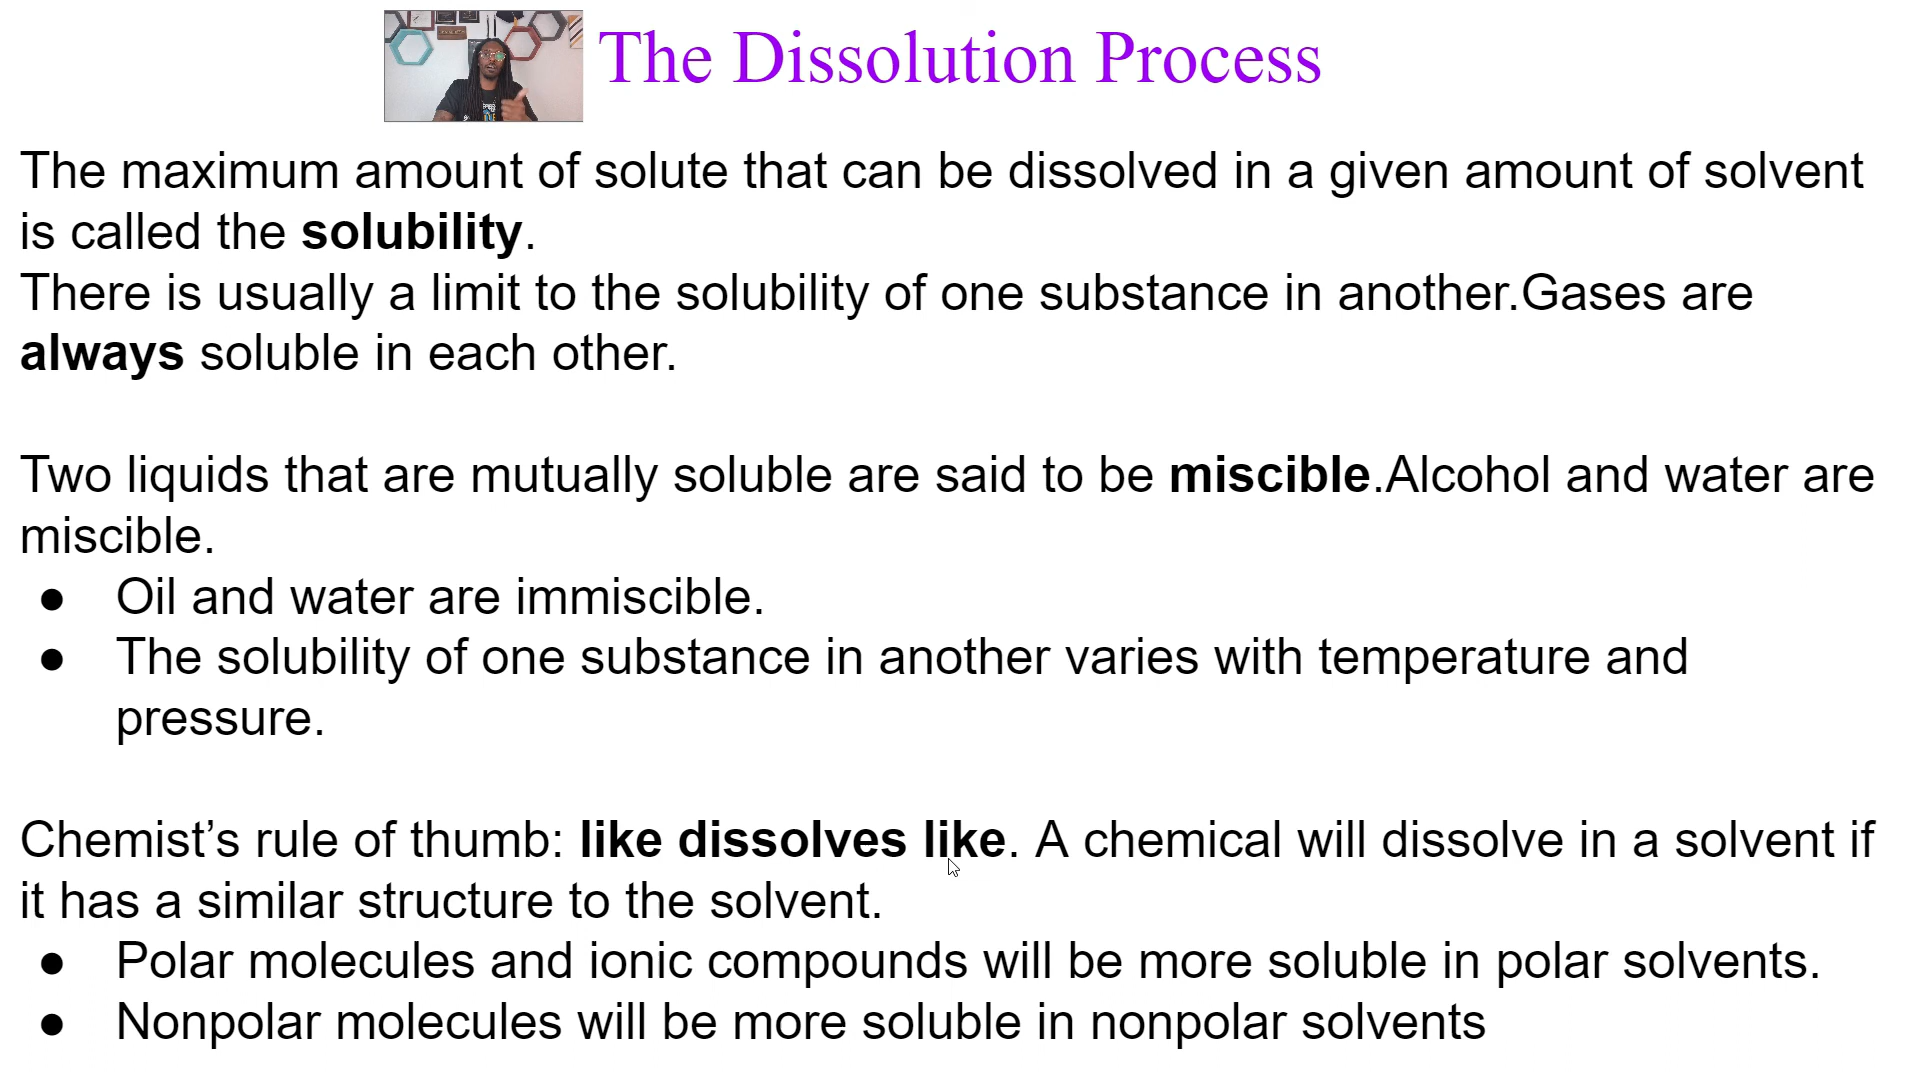 The Dissolution Process
The maximum amount of solute that can be dissolved in a given amount of solvent
is called the solubility.
There is usually a limit to the solubility of one substance in another.Gases are
always soluble in each other.
Two liquids that are mutually soluble are said to be miscible.Alcohol and water are
miscible.
● Oil and water are immiscible.
● The solubility of one substance in another varies with temperature and
pressure.
Chemist’s rule of thumb: like dissolves like. A chemical will dissolve in a solvent if
it has a similar structure to the solvent.
● Polar molecules and ionic compounds will be more soluble in polar solvents.
● Nonpolar molecules will be more soluble in nonpolar solvents